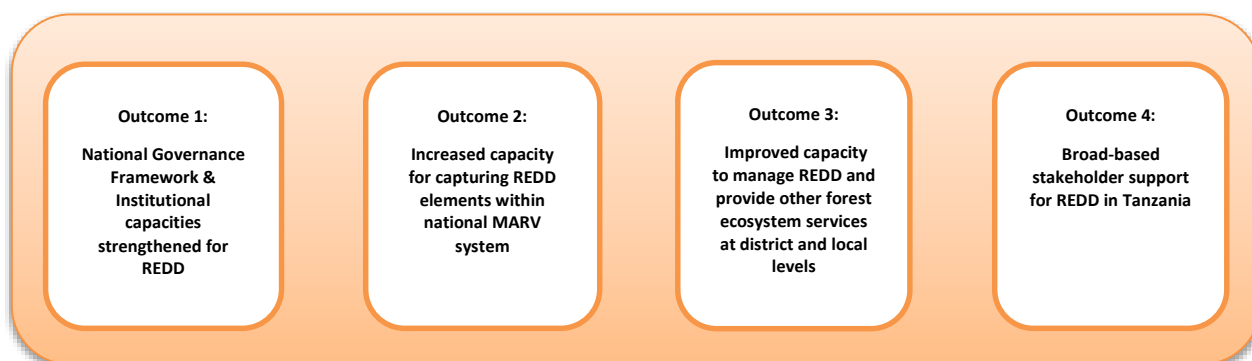 Outcome 1:
National Governance
Framework &
Institutional
capacities
strengthened for
REDD
Outcome 2:
Increased capacity
for capturing REDD
elements within
national MARV
system
Outcome 3:
Improved capacity
to manage REDD and
provide other forest
ecosystem services
at district and local
levels
Outcome 4:
Broad-based
stakeholder support
for REDD in Tanzania